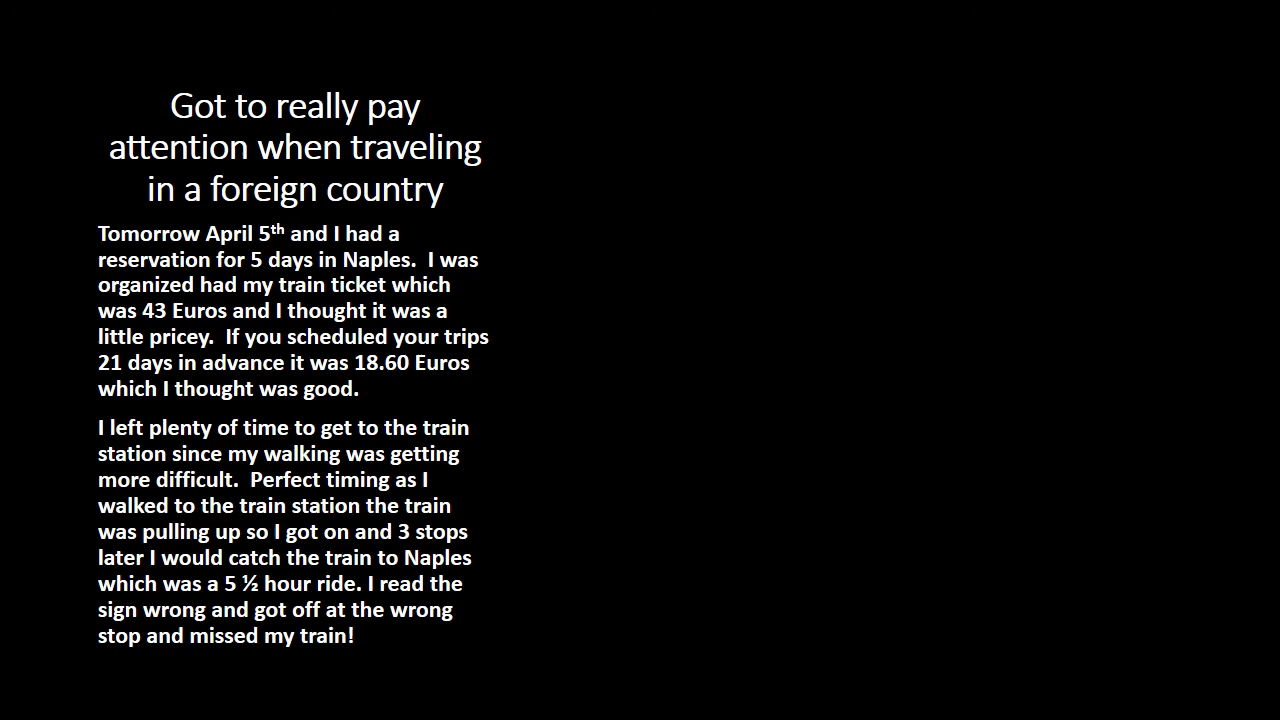 Got to really pay
attention when traveling
in a foreign country
Tomorrow April 5th and I had a
reservation for 5 days in Naples.  I was
organized had my train ticket which
was 43 Euros and I thought it was a
little pricey.  If you scheduled your trips
21 days in advance it was 18.60 Euros
which I thought was good.
I left plenty of time to get to the train
station since my walking was getting
more difficult.  Perfect timing as I
walked to the train station the train
was pulling up so I got on and 3 stops
later I would catch the train to Naples
which was a 5 ½ hour ride. I read the
sign wrong and got off at the wrong
stop and missed my train!